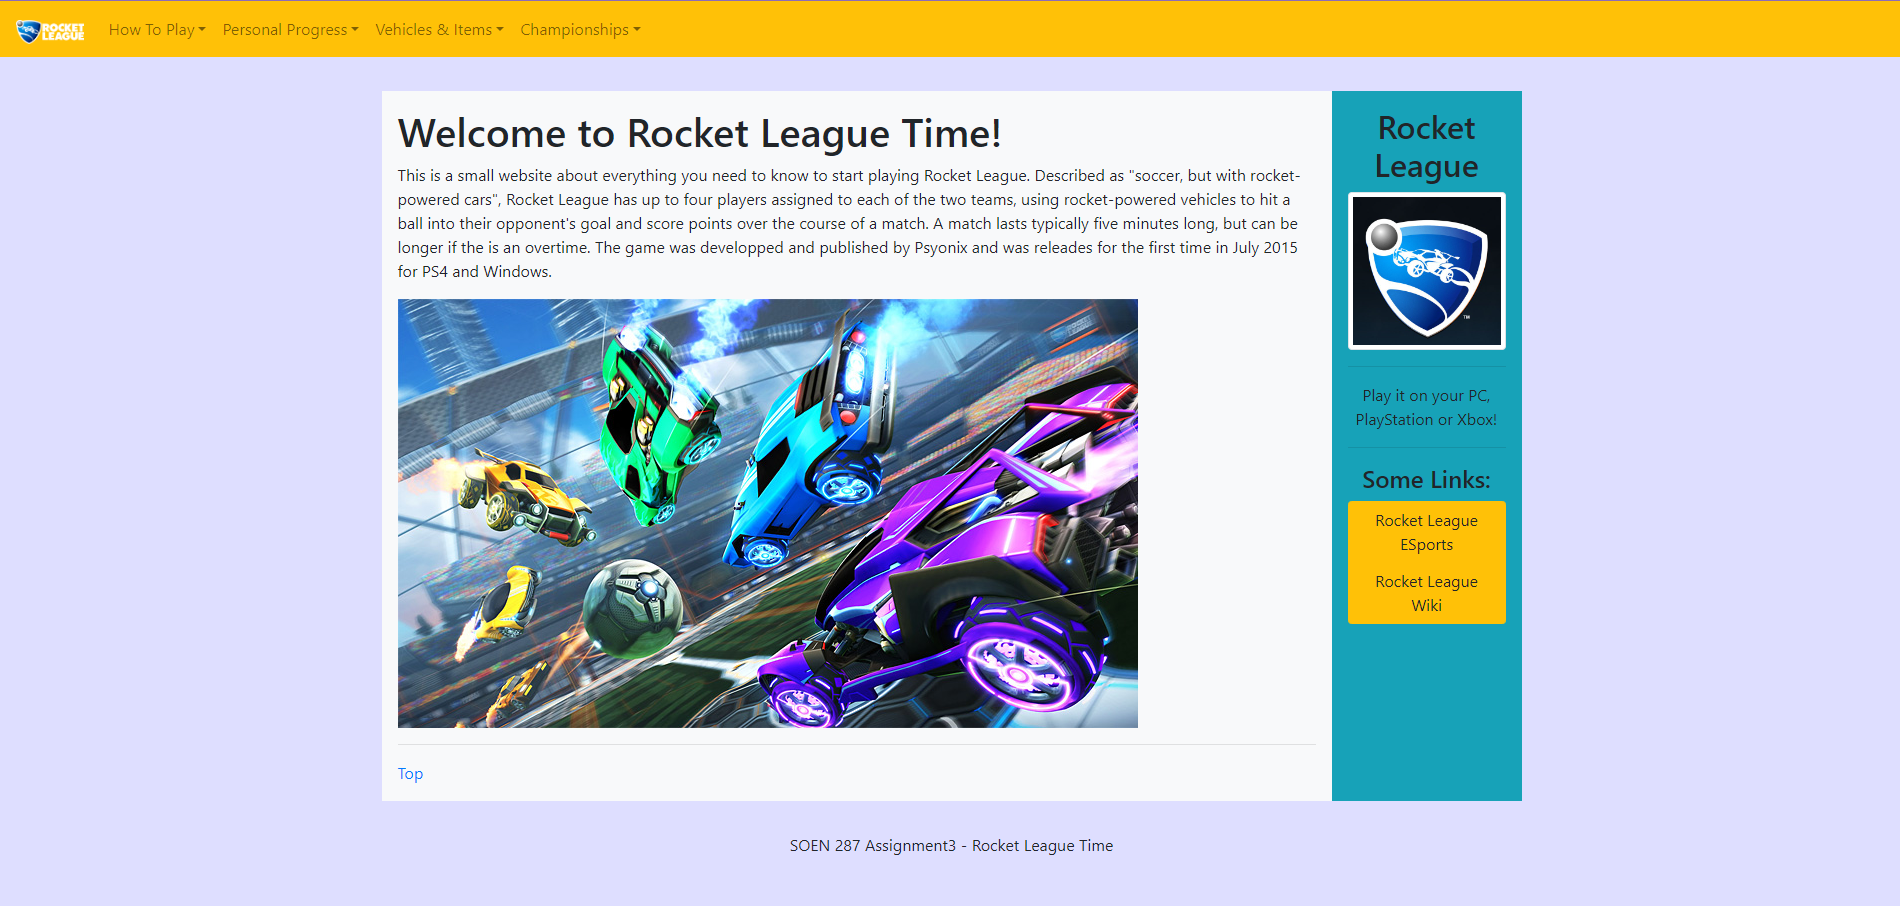 ROCKET
LEAGUE
How To Play
Personal Progress
Vehicles & Items
Championships
Welcome to Rocket League Time!
This is a small website about everything you need to know to start playing Rocket League. Described as "soccer, but with rocket-
powered cars", Rocket League has up to four players assigned to each of the two teams, using rocket-powered vehicles to hit a
ball into their opponent's goal and score points over the course of a match. A match lasts typically five minutes long, but can be
longer if the is an overtime. The game was developped and published by Psyonix and was releades for the first time in July 2015
for PS4 and Windows.
Top
Rocket
League
TM
Play it on your PC,
PlayStation or Xbox!
Some Links:
Rocket League
ESports
Rocket League
Wiki
SOEN 287 Assignment3 - Rocket League Time